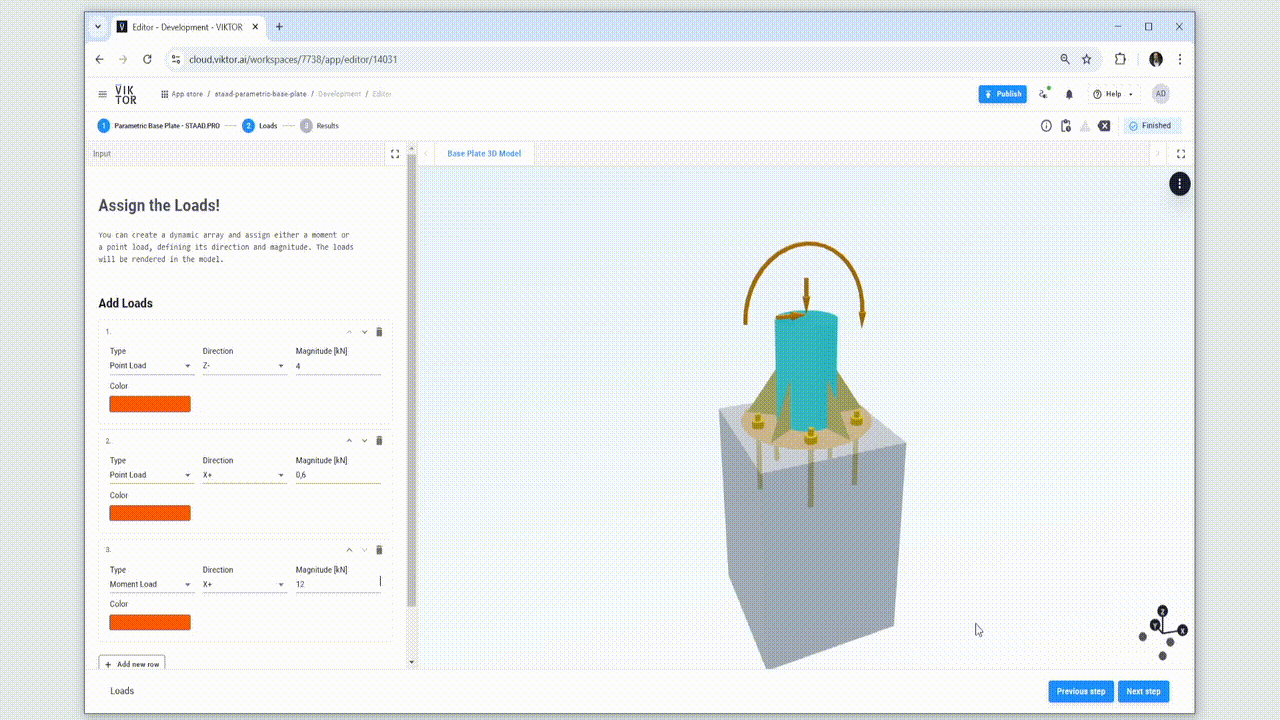 Editor - Development - VIKTOR
cloud.viktor.ai/workspaces/7738/app/editor/14031
VIK
TOR
App store / staad-parametric-base-plate / Development / Editor
Publish
Help
AD
1 Parametric Base Plate - STAAD.PRO
2 Loads
3 Results
Finished
Input
Base Plate 3D Model
Assign the Loads!
You can create a dynamic array and assign either a moment or
a point load, defining its direction and magnitude. The loads
will be rendered in the model.
Add Loads
1.
Type Direction Magnitude [kN]
Point Load Z- 4
Color
2.
Type Direction Magnitude [kN]
Point Load X+ 0,6
Color
3.
Type Direction Magnitude [kN]
Moment Load X+ 12
Color
+ Add new row
Z
Y
X
Loads
Previous step
Next step